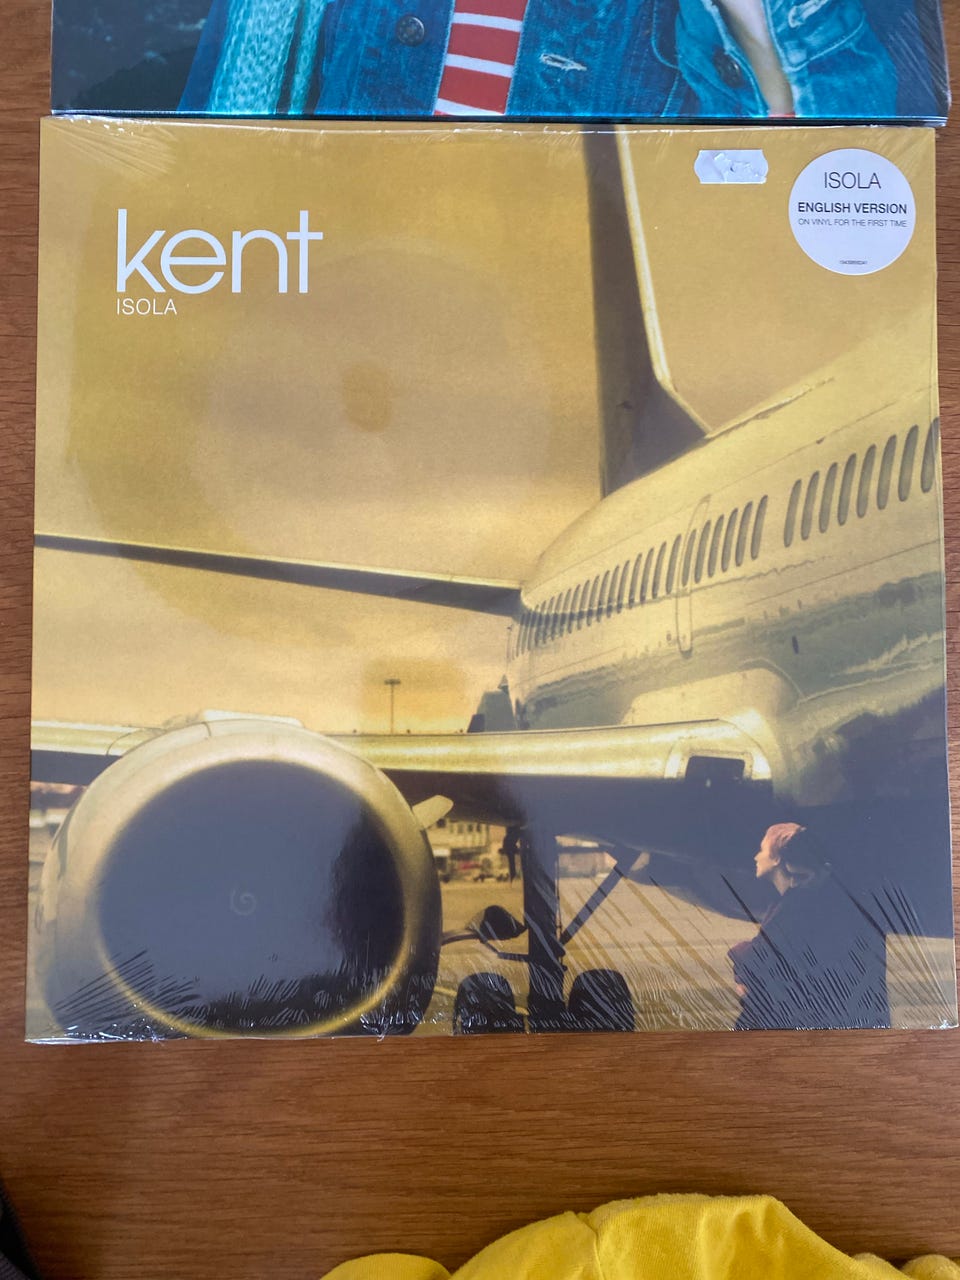 kent
ISOLA
ISOLA
ENGLISH VERSION
ON VINYL FOR THE FIRST TIME